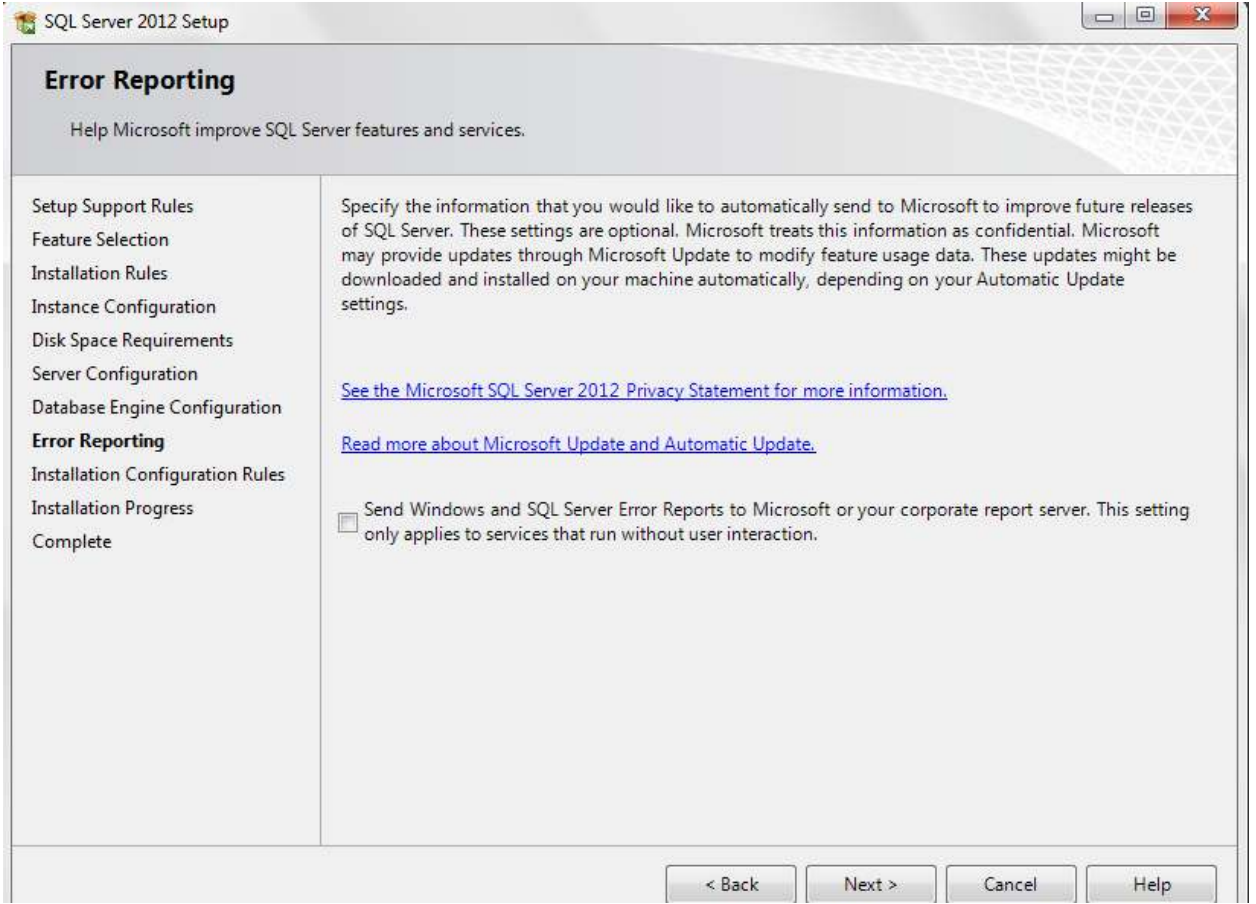 SQL Server 2012 Setup
Error Reporting
Help Microsoft improve SQL Server features and services.
Setup Support Rules
Feature Selection
Installation Rules
Instance Configuration
Disk Space Requirements
Server Configuration
Database Engine Configuration
Error Reporting
Installation Configuration Rules
Installation Progress
Complete
Specify the information that you would like to automatically send to Microsoft to improve future releases
of SQL Server. These settings are optional. Microsoft treats this information as confidential. Microsoft
may provide updates through Microsoft Update to modify feature usage data. These updates might be
downloaded and installed on your machine automatically, depending on your Automatic Update
settings.
See the Microsoft SQL Server 2012 Privacy Statement for more information.
Read more about Microsoft Update and Automatic Update.
Send Windows and SQL Server Error Reports to Microsoft or your corporate report server. This setting
only applies to services that run without user interaction.
< Back Next > Cancel Help